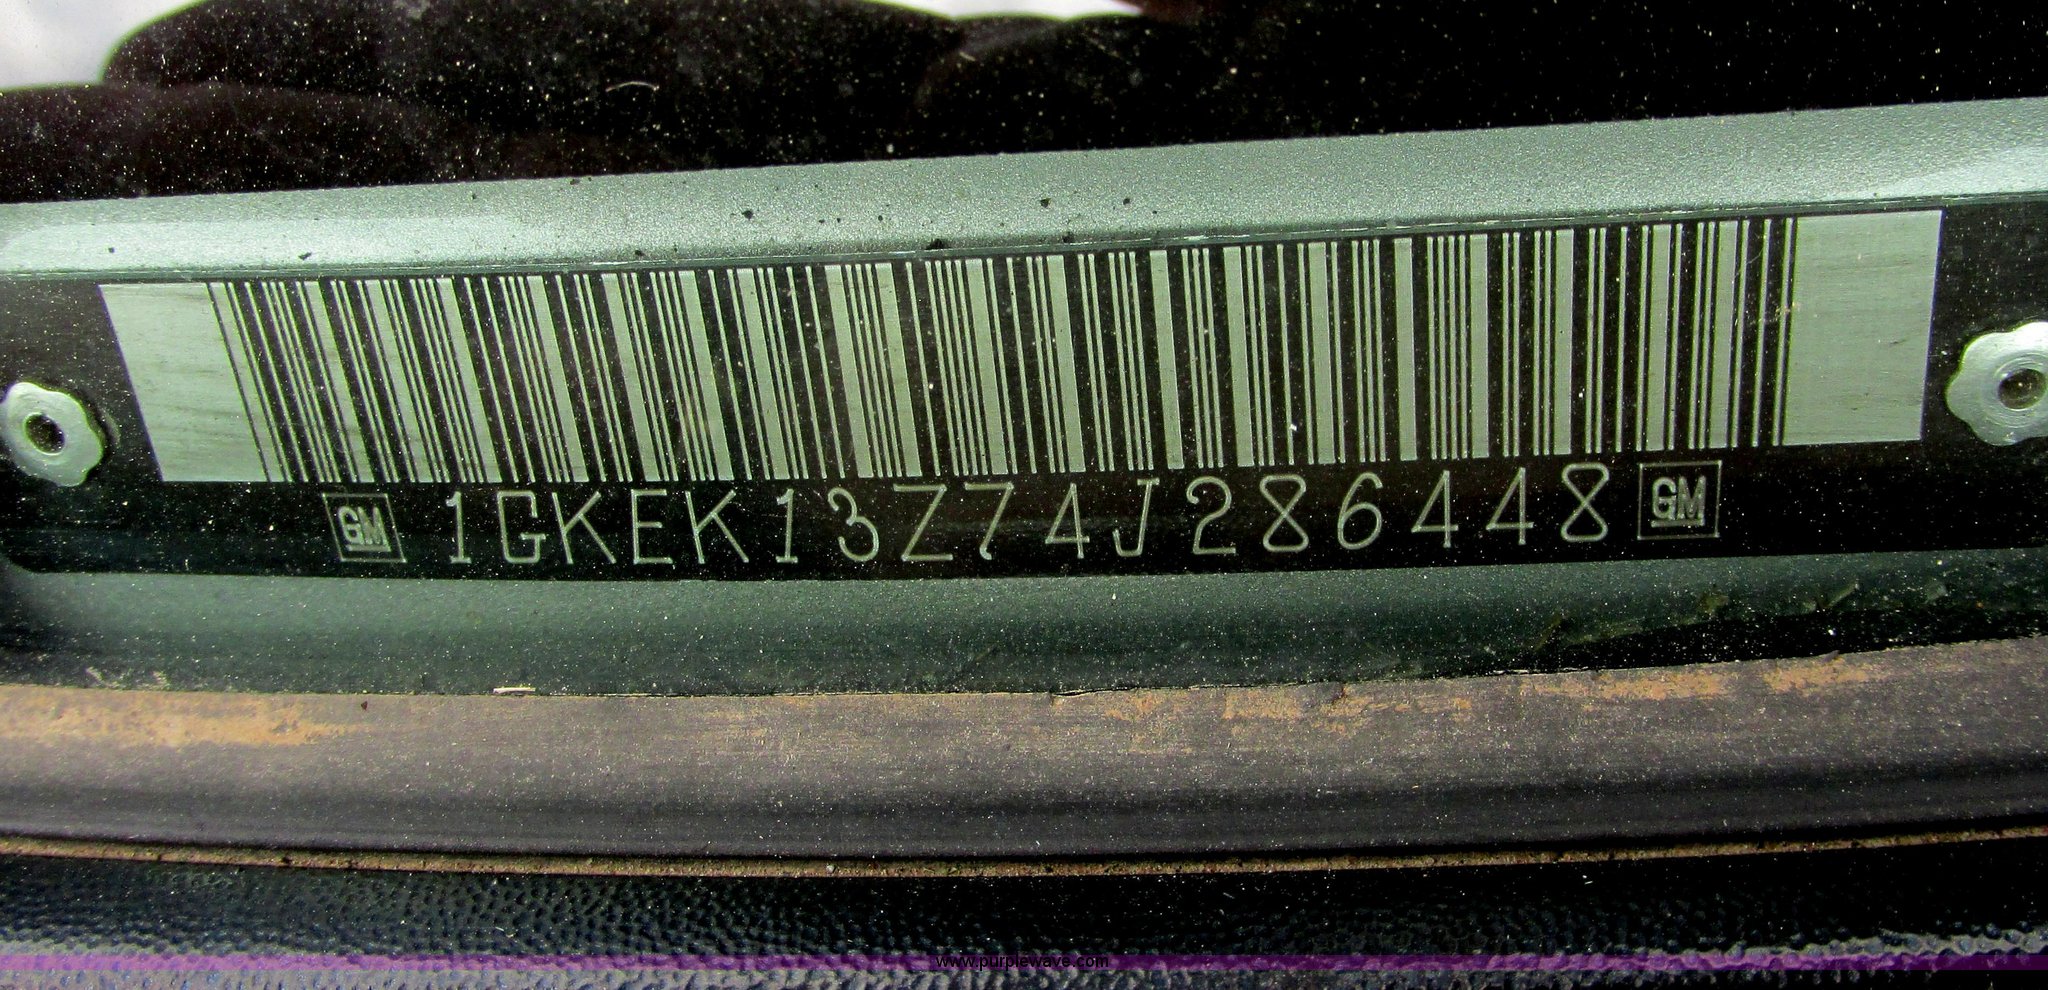 GM 1GKEK13Z74J286448 GM
www.purplewave.com